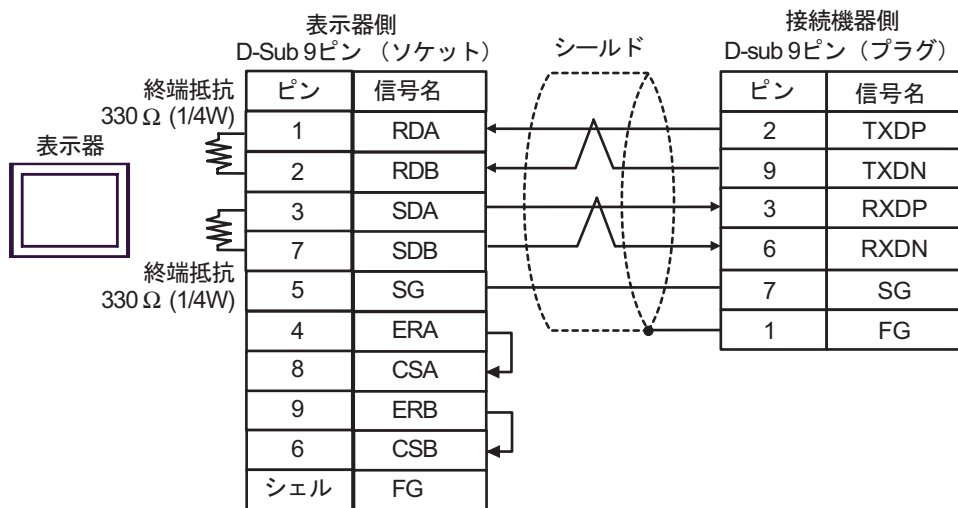 表示器側
D-Sub 9ピン （ソケット）
シールド
接続機器側
D-sub 9ピン（プラグ）
終端抵抗
330 Ω (1/4W)
表示器
終端抵抗
330 Ω (1/4W)
ピン 信号名
1 RDA
2 RDB
3 SDA
7 SDB
5 SG
4 ERA
8 CSA
9 ERB
6 CSB
シェル FG
ピン 信号名
2 TXDP
9 TXDN
3 RXDP
6 RXDN
7 SG
1 FG